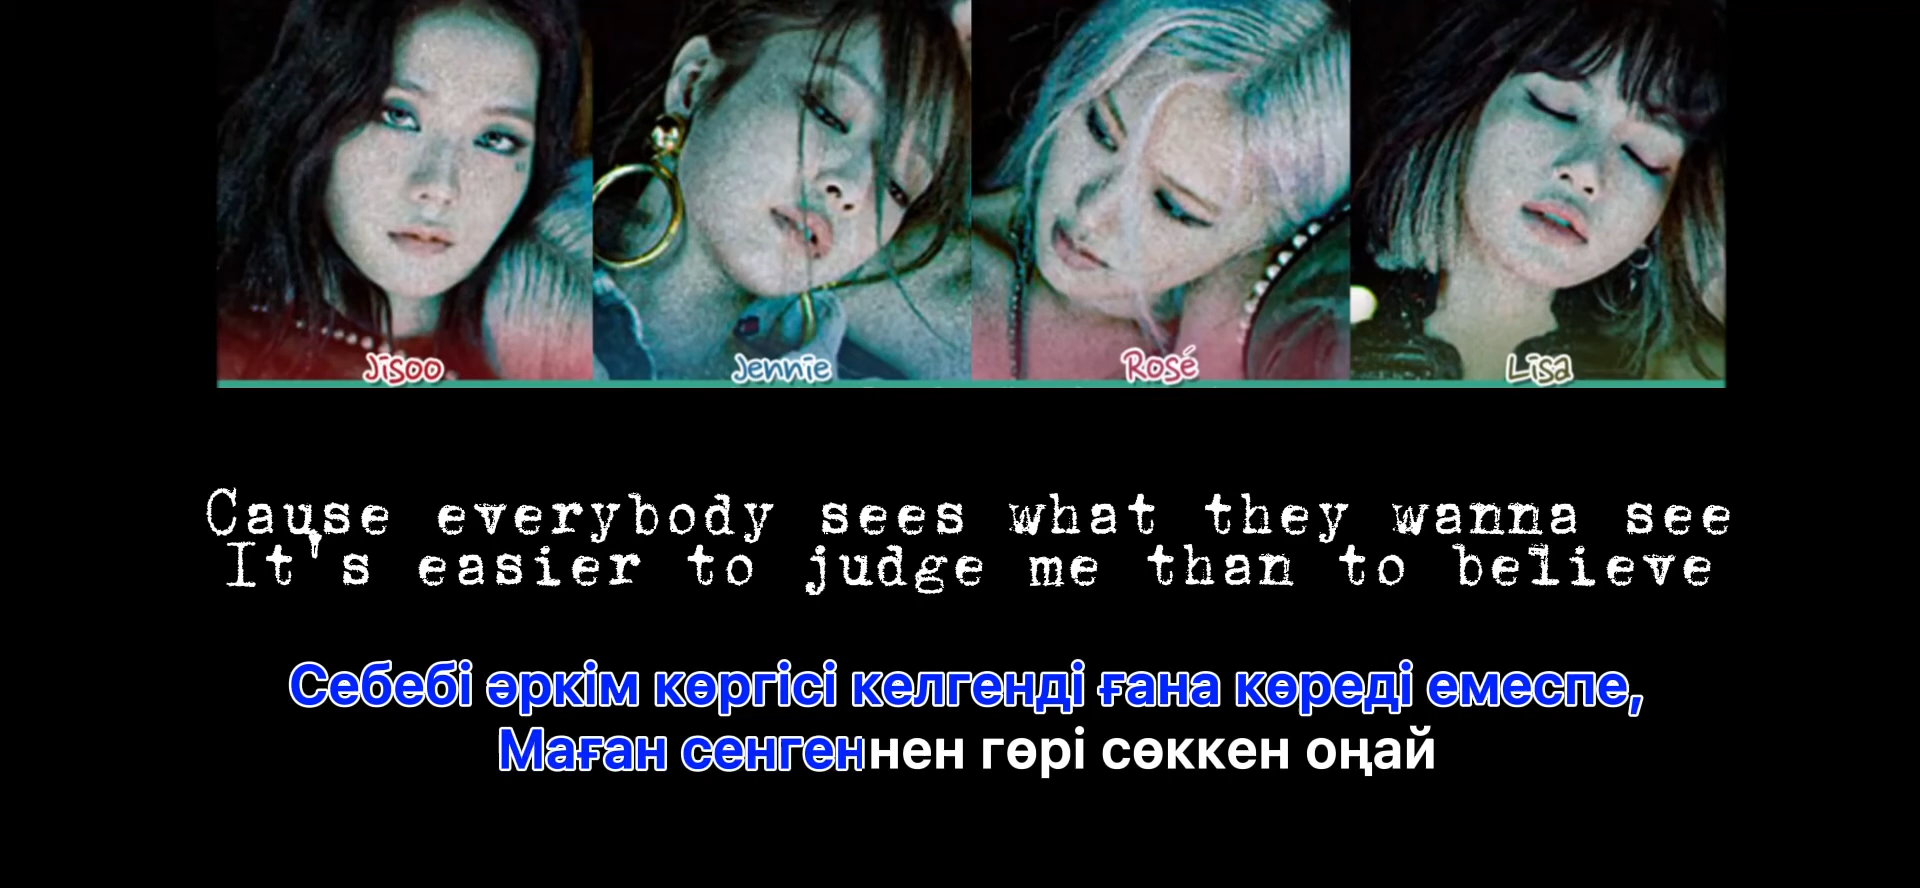 Jisoo Jennie Rosé Lisa
Cause everybody sees what they wanna see
It's easier to judge me than to believe
Себебі әркім көргісі келгенді ғана көреді емеспе,
Маған сенгеннен гөрі сөккен оңай